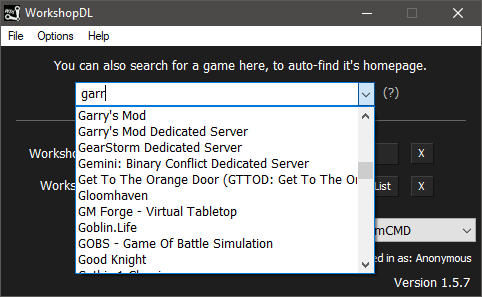 WorkshopDL
File Options Help
You can also search for a game here, to auto-find it's homepage.
garr
(?)
Garry's Mod
Garry's Mod Dedicated Server
GearStorm Dedicated Server
Gemini: Binary Conflict Dedicated Server
Get To The Orange Door (GTTOD: Get To The Or
Gloomhaven
GM Forge - Virtual Tabletop
Goblin.Life
GOBS - Game Of Battle Simulation
Good Knight
Worksho
X
Works
List
X
mCMD
ed in as: Anonymous
Version 1.5.7